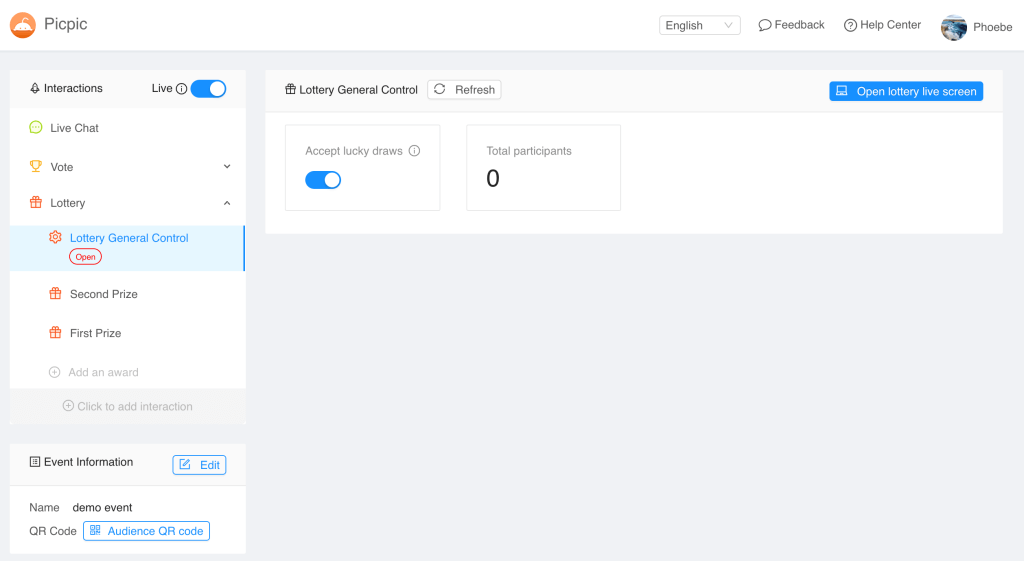 Picpic
English
Feedback
Help Center
Phoebe
Interactions
Live
Live Chat
Vote
Lottery
Lottery General Control
Open
Second Prize
First Prize
Add an award
Click to add interaction
Event Information
Edit
Name demo event
QR Code Audience QR code
Lottery General Control
Refresh
Open lottery live screen
Accept lucky draws
Total participants
0